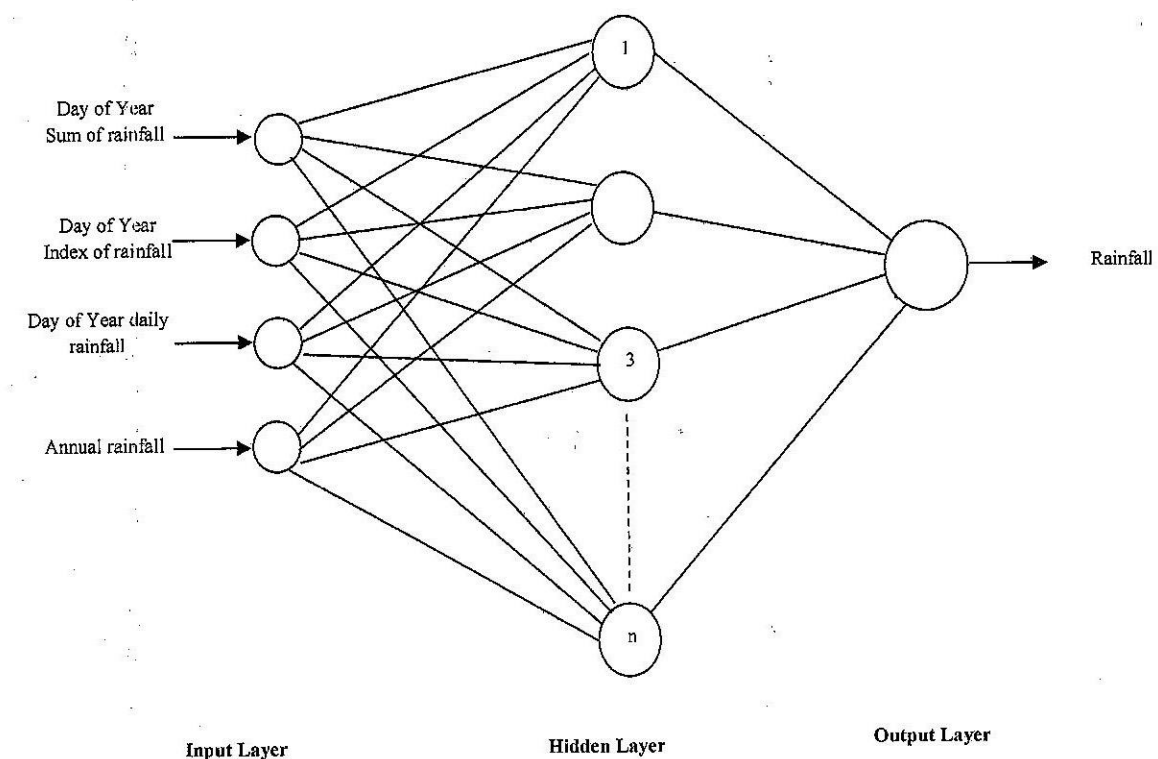 1
Day of Year
Sum of rainfall
Day of Year
Index of rainfall
Rainfall
Day of Year daily
rainfall
3
Annual rainfall
n
Input Layer
Hidden Layer
Output Layer